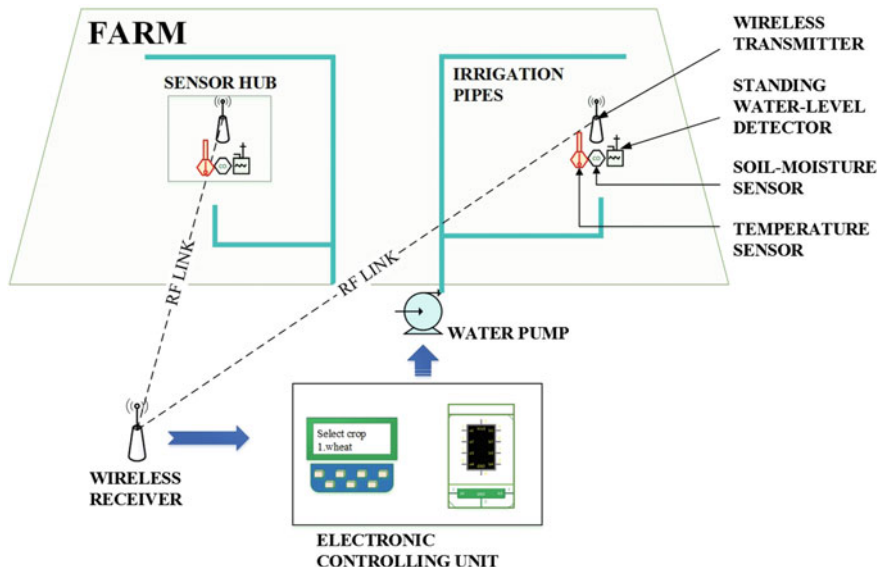 FARM
SENSOR HUB
IRRIGATION
PIPES
WIRELESS
TRANSMITTER
STANDING
WATER-LEVEL
DETECTOR
SOIL-MOISTURE
SENSOR
TEMPERATURE
SENSOR
RF LINK
RF LINK
WATER PUMP
WIRELESS
RECEIVER
Select crop
1.wheat
ELECTRONIC
CONTROLLING UNIT